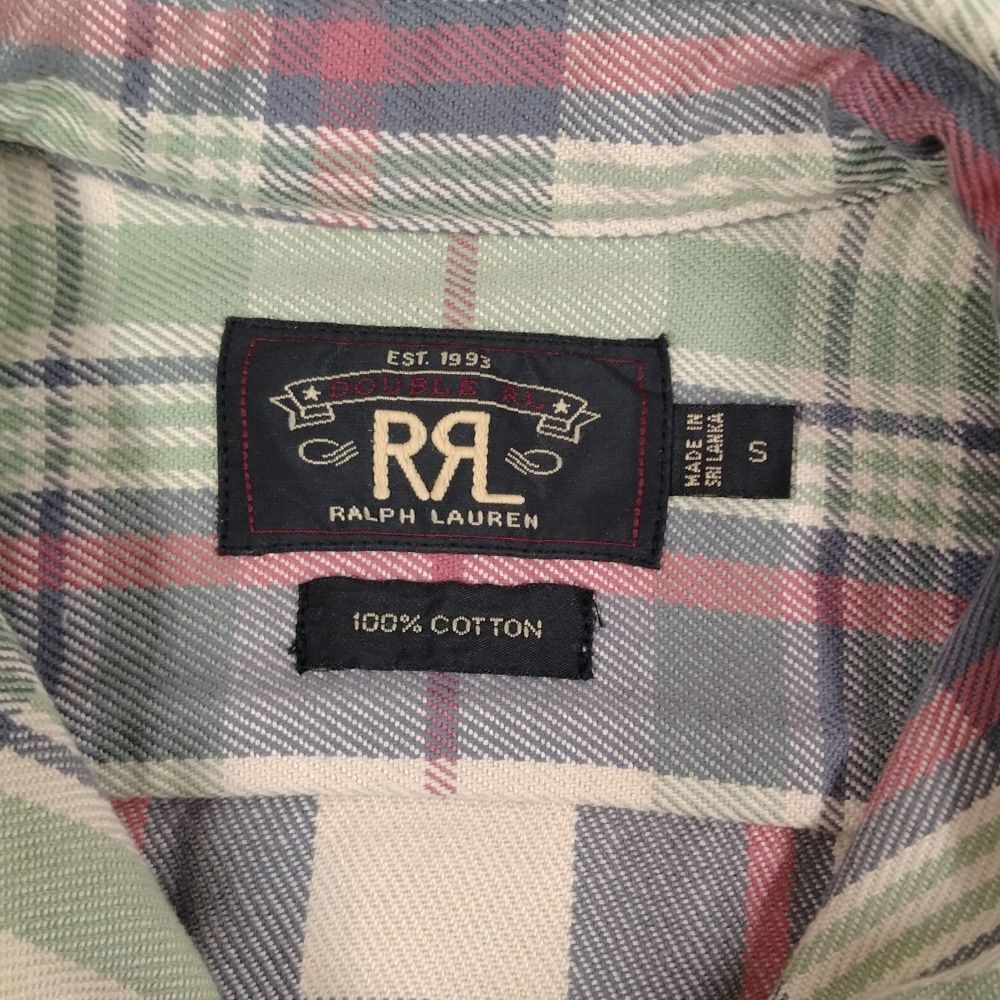 EST. 1993
DOUBLE RL
RRL
RALPH LAUREN
MADE IN
SRI LANKA
S
100% COTTON